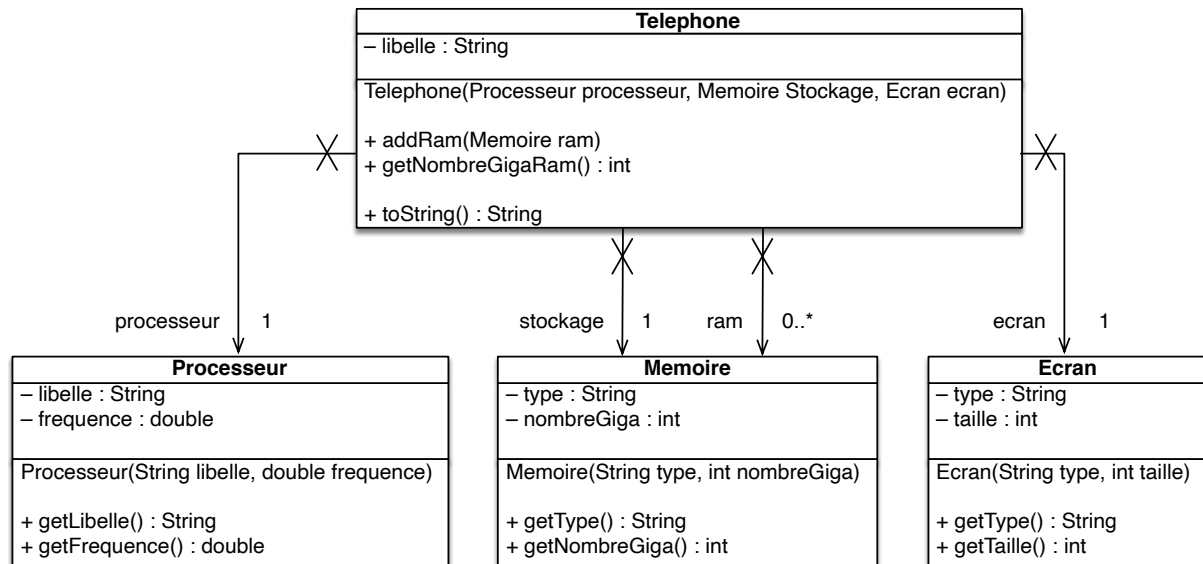 Telephone
– libelle : String
Telephone(Processeur processeur, Memoire Stockage, Ecran ecran)
+ addRam(Memoire ram)
+ getNombreGigaRam() : int
+ toString() : String
processeur 1
stockage 1
ram 0..*
ecran 1
Processeur
– libelle : String
– frequence : double
Processeur(String libelle, double frequence)
+ getLibelle() : String
+ getFrequence() : double
Memoire
– type : String
– nombreGiga : int
Memoire(String type, int nombreGiga)
+ getType() : String
+ getNombreGiga() : int
Ecran
– type : String
– taille : int
Ecran(String type, int taille)
+ getType() : String
+ getTaille() : int